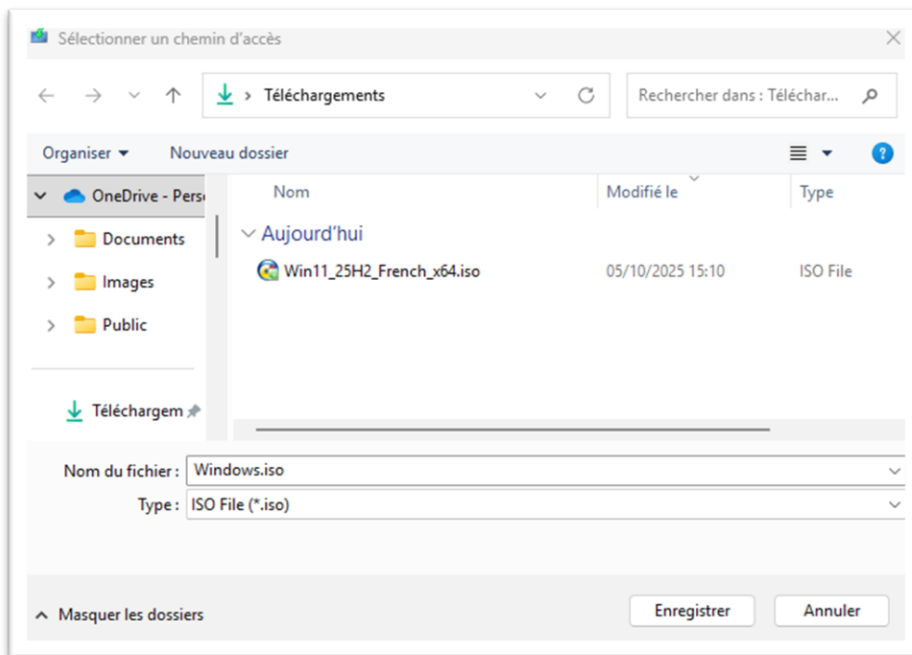 Sélectionner un chemin d'accès
Téléchargements
Rechercher dans : Téléchar...
Organiser
Nouveau dossier
OneDrive - Pers
Documents
Images
Public
Téléchargem
Nom
Modifié le
Type
Aujourd'hui
Win11_25H2_French_x64.iso 05/10/2025 15:10 ISO File
Nom du fichier : Windows.iso
Type : ISO File (*.iso)
Masquer les dossiers
Enregistrer
Annuler